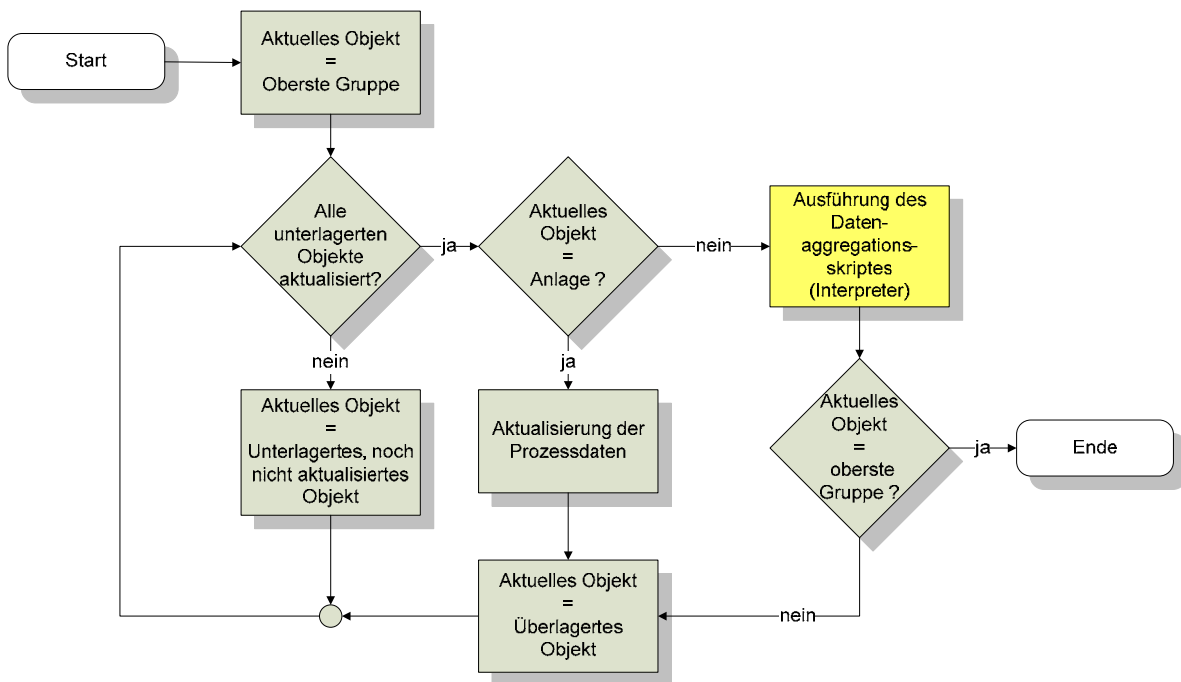 Start
Aktuelles Objekt
=
Oberste Gruppe
Alle
unterlagerten
Objekte
aktualisiert?
ja
Aktuelles
Objekt
=
Anlage ?
nein
Ausführung des
Daten-
aggregations-
skriptes
(Interpreter)
nein
ja
Aktuelles Objekt
=
Unterlagertes, noch
nicht aktualisiertes
Objekt
Aktualisierung der
Prozessdaten
Aktuelles
Objekt
=
oberste
Gruppe ?
ja
Ende
Aktuelles Objekt
=
Überlagertes
Objekt
nein